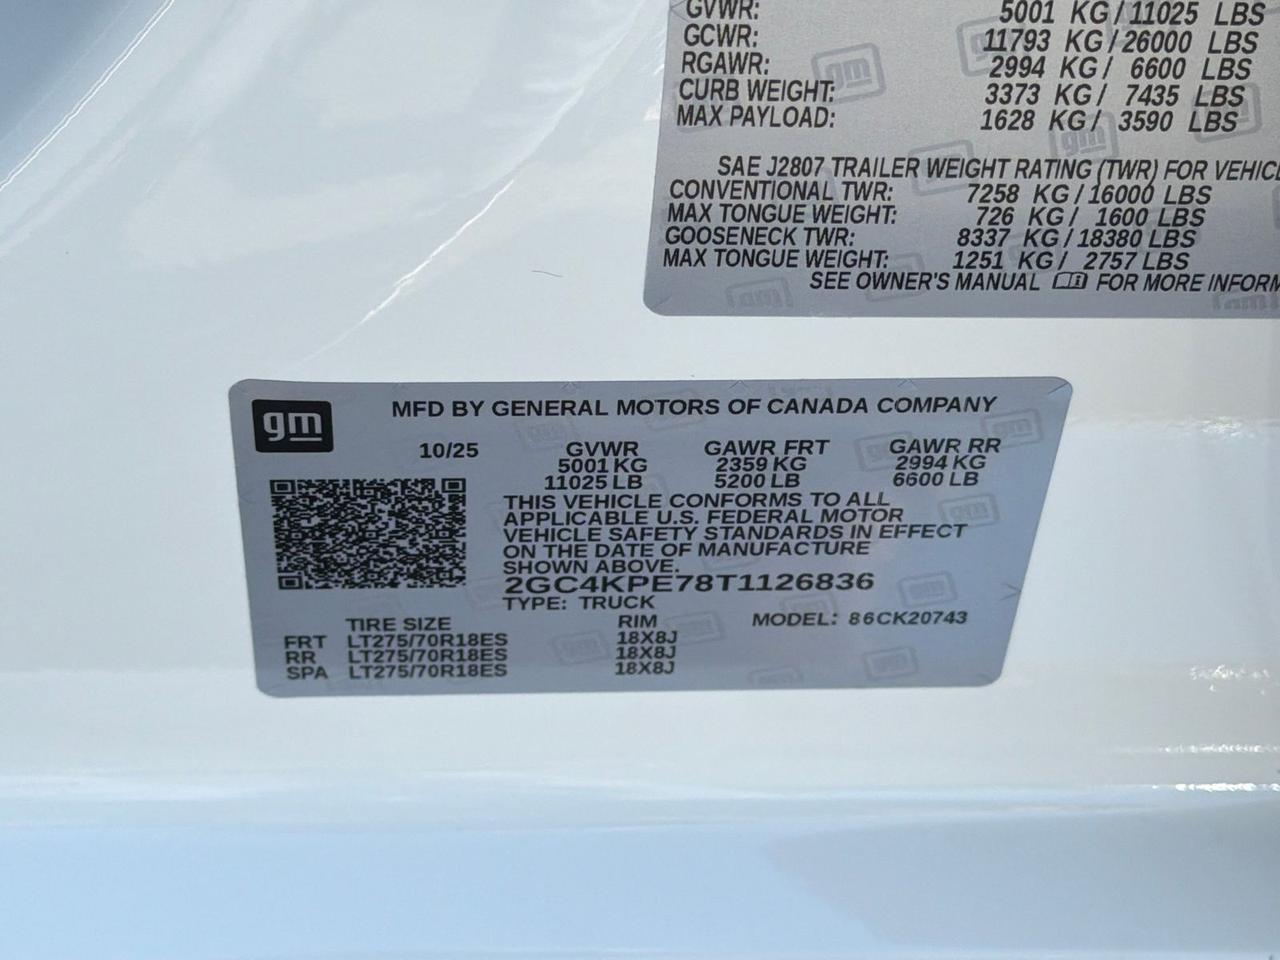 GVWR: 5001 KG/11025 LBS
GCWR: 11793 KG/26000 LBS
RGAWR: 2994 KG/ 6600 LBS
CURB WEIGHT: 3373 KG/ 7435 LBS
MAX PAYLOAD: 1628 KG/ 3590 LBS
SAE J2807 TRAILER WEIGHT RATING (TWR) FOR VEHICL
CONVENTIONAL TWR: 7258 KG/16000 LBS
MAX TONGUE WEIGHT: 726 KG/ 1600 LBS
GOOSENECK TWR: 8337 KG/18380 LBS
MAX TONGUE WEIGHT: 1251 KG/ 2757 LBS
SEE OWNER'S MANUAL FOR MORE INFORM
gm
MFD BY GENERAL MOTORS OF CANADA COMPANY
10/25 GVWR GAWR FRT GAWR RR
5001 KG 2359 KG 2994 KG
11025 LB 5200 LB 6600 LB
THIS VEHICLE CONFORMS TO ALL
APPLICABLE U.S. FEDERAL MOTOR
VEHICLE SAFETY STANDARDS IN EFFECT
ON THE DATE OF MANUFACTURE
SHOWN ABOVE.
2GC4KPE78T1126836
TYPE: TRUCK
MODEL: 86CK20743
TIRE SIZE RIM
FRT LT275/70R18ES 18X8J
RR LT275/70R18ES 18X8J
SPA LT275/70R18ES 18X8J